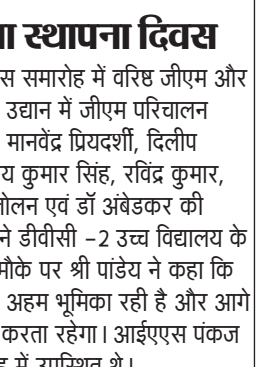 ा स्थापना दिवस
स समारोह में वरिष्ठ जीएम और
उद्यान में जीएम परिचालन
मानवेंद्र प्रियदर्शी, दिलीप
य कुमार सिंह, रविंद्र कुमार,
ोलन एवं डॉ अंबेडकर की
ने डीवीसी -2 उच्च विद्यालय के
मौके पर श्री पांडेय ने कहा कि
अहम भूमिका रही है और आगे
करता रहेगा। आईएएस पंकज
में उपस्थित थे।